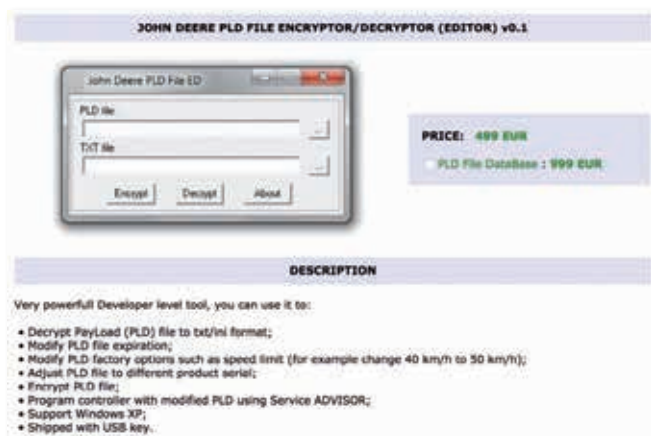 JOHN DEERE PLD FILE ENCRYPTOR/DECRYPTOR (EDITOR) v0.1
John Deere PLD File ED
PLD file
...
TXT file
...
Encrypt Decrypt About
PRICE: 499 EUR
PLD File DataBase : 999 EUR
DESCRIPTION
Very powerfull Developer level tool, you can use it to:
• Decrypt PayLoad (PLD) file to txt/ini format;
• Modify PLD file expiration;
• Modify PLD factory options such as speed limit (for example change 40 km/h to 50 km/h);
• Adjust PLD file to different product serial;
• Encrypt PLD file;
• Program controller with modified PLD using Service ADVISOR;
• Support Windows XP;
• Shipped with USB key.